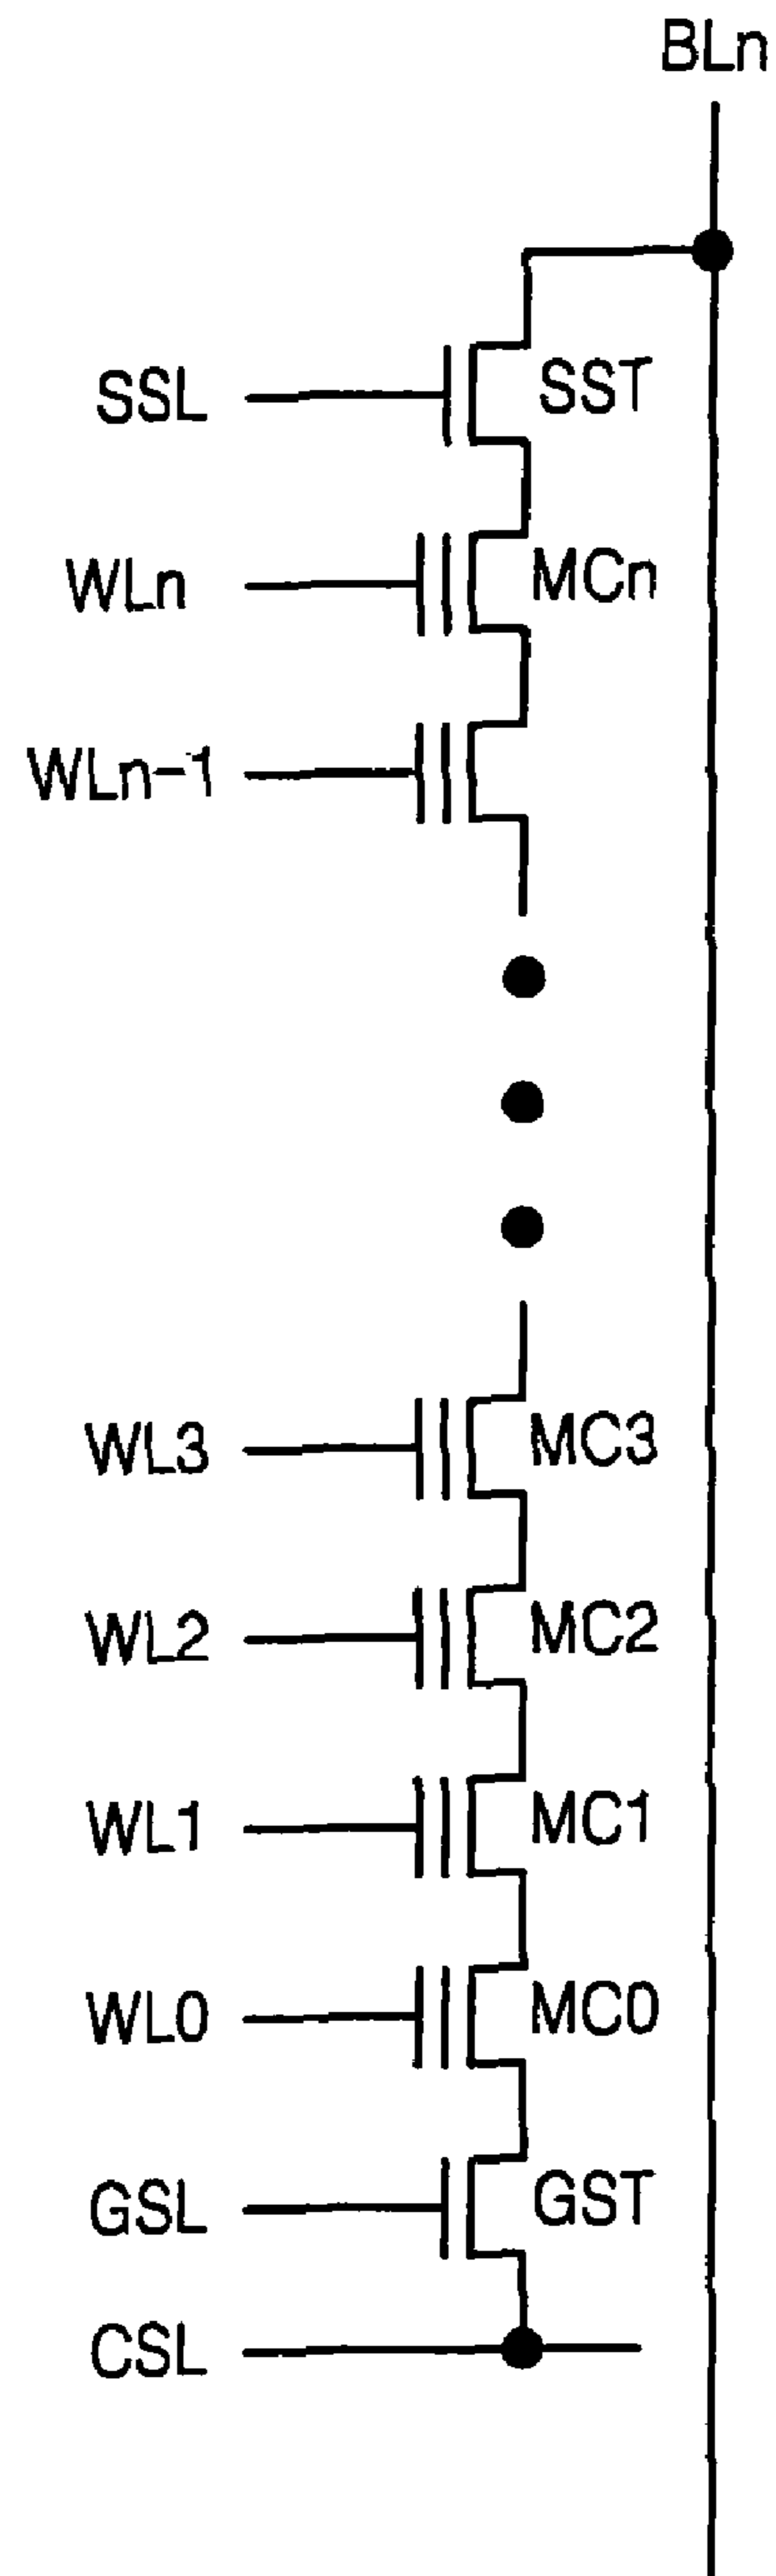 BLn
SSL SST
WLn MCn
WLn-1
WL3 MC3
WL2 MC2
WL1 MC1
WL0 MC0
GSL GST
CSL